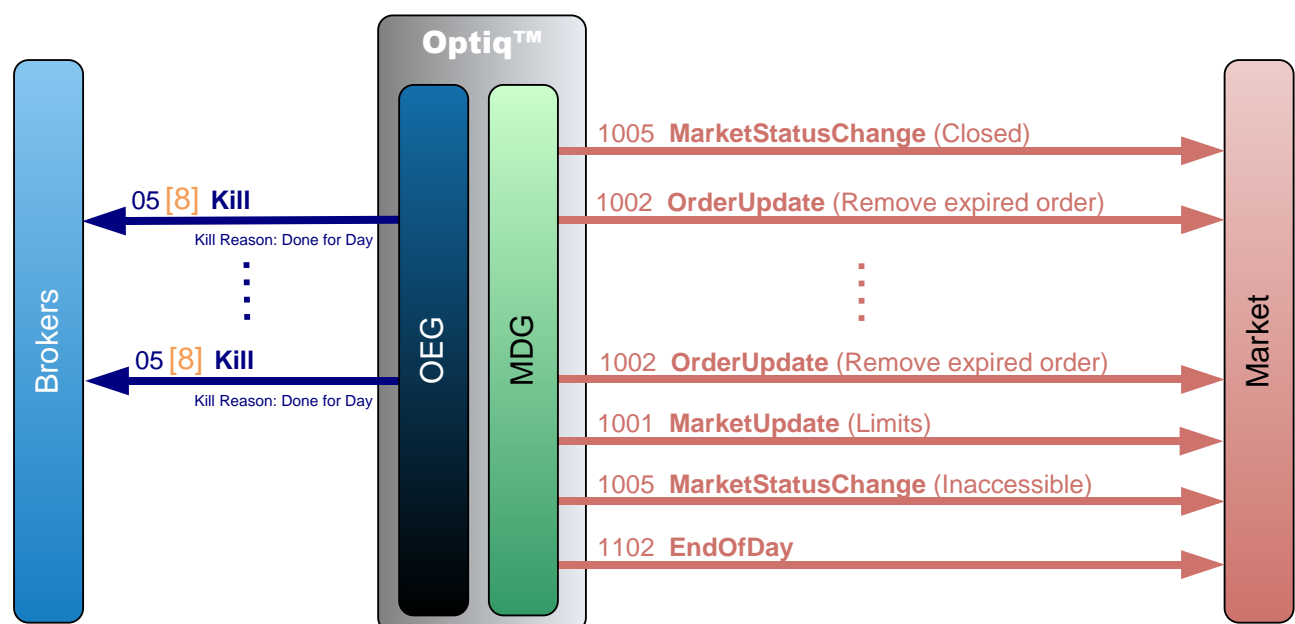 Optiq™
1005 MarketStatusChange (Closed)
05 [8] Kill
1002 OrderUpdate (Remove expired order)
Kill Reason: Done for Day
Brokers
OEG
MDG
Market
05 [8] Kill
1002 OrderUpdate (Remove expired order)
Kill Reason: Done for Day
1001 MarketUpdate (Limits)
1005 MarketStatusChange (Inaccessible)
1102 EndOfDay